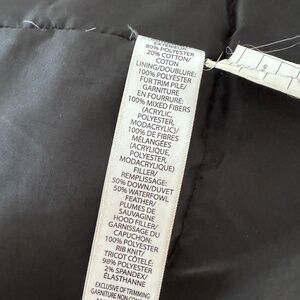 EXTÉRIEUR:
80% POLYESTER
20% COTTON/
COTON
LINING/DOUBLURE:
100% POLYESTER
FUR TRIM PILE/
GARNITURE
EN FOURRURE:
100% MIXED FIBERS
(ACRYLIC,
POLYESTER,
MODACRYLIC)/
100% DE FIBRES
MÉLANGÉES
(ACRYLIQUE,
POLYESTER,
MODACRYLIQUE)
FILLER/
REMPLISSAGE:
50% DOWN/DUVET
50% WATERFOWL
FEATHER/
PLUMES DE
SAUVAGINE
HOOD FILLER/
GARNISSAGE DU
CAPUCHON:
100% POLYESTER
RIB KNIT/
TRICOT CÔTELÉ:
98% POLYESTER
2% SPANDEX/
ÉLASTHANNE
EXCLUSIVE OF TRIMMING
GARNITURE NON